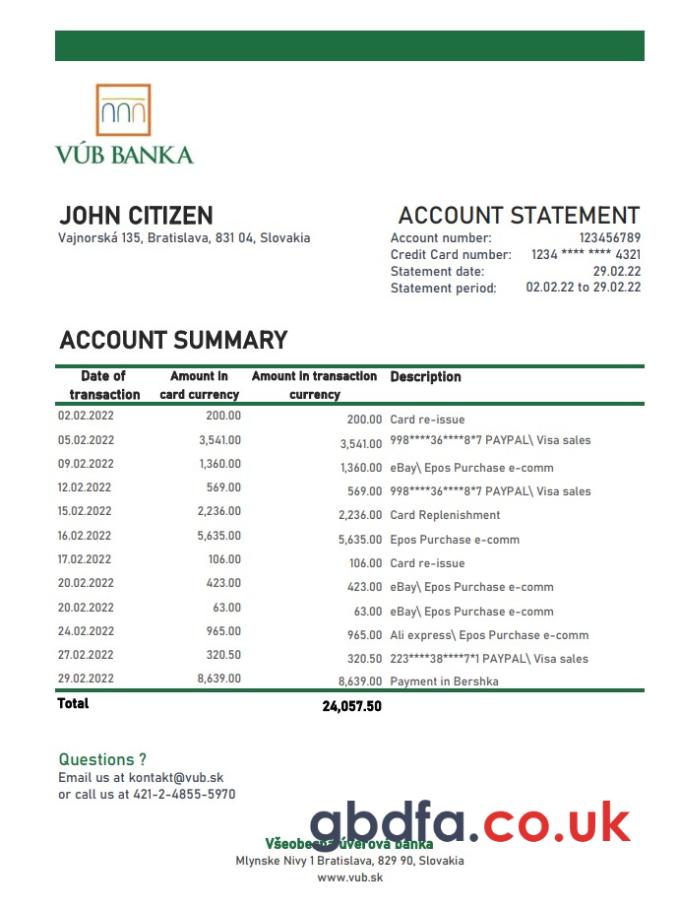 VÚB BANKA
JOHN CITIZEN
Vajnorská 135, Bratislava, 831 04, Slovakia
ACCOUNT STATEMENT
Account number: 123456789
Credit Card number: 1234 **** **** 4321
Statement date: 29.02.22
Statement period: 02.02.22 to 29.02.22
ACCOUNT SUMMARY
Date of transaction Amount in card currency Amount in transaction currency Description
02.02.2022 200.00 200.00 Card re-issue
05.02.2022 3,541.00 3,541.00 998****36****8*7 PAYPAL\ Visa sales
09.02.2022 1,360.00 1,360.00 eBay\ Epos Purchase e-comm
12.02.2022 569.00 569.00 998****36****8*7 PAYPAL\ Visa sales
15.02.2022 2,236.00 2,236.00 Card Replenishment
16.02.2022 5,635.00 5,635.00 Epos Purchase e-comm
17.02.2022 106.00 106.00 Card re-issue
20.02.2022 423.00 423.00 eBay\ Epos Purchase e-comm
20.02.2022 63.00 63.00 eBay\ Epos Purchase e-comm
24.02.2022 965.00 965.00 Ali express\ Epos Purchase e-comm
27.02.2022 320.50 320.50 223****38****7*1 PAYPAL\ Visa sales
29.02.2022 8,639.00 8,639.00 Payment in Bershka
Total 24,057.50
Questions ?
Email us at kontakt@vub.sk
or call us at 421-2-4855-5970
gbdfa.co.uk
Všeobecná úverová banka
Mlynske Nivy 1 Bratislava, 829 90, Slovakia
www.vub.sk